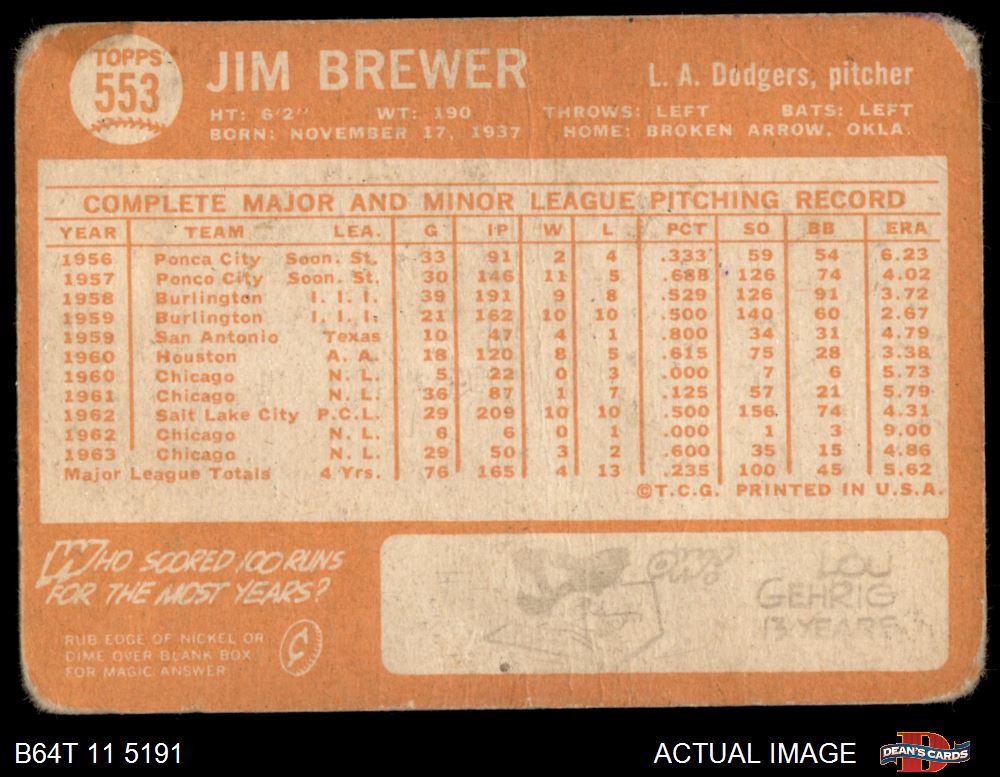 TOPPS
553
JIM BREWER
L. A. Dodgers, pitcher
HT: 6'2" WT: 190 THROWS: LEFT BATS: LEFT
BORN: NOVEMBER 17, 1937 HOME: BROKEN ARROW, OKLA.
COMPLETE MAJOR AND MINOR LEAGUE PITCHING RECORD
YEAR TEAM LEA. G IP W L PCT SO BB ERA
1956 Ponca City Soon. St. 33 91 2 4 .333 59 54 6.23
1957 Ponco City Soon. St. 30 146 11 5 .688 126 74 4.02
1958 Burlington I. I. I. 39 191 9 8 .529 126 91 3.72
1959 Burlington I. I. I. 21 162 10 10 .500 140 60 2.67
1959 San Antonio Texas 10 47 4 1 .800 34 31 4.79
1960 Houston A. A. 18 120 8 5 .615 75 28 3.38
1960 Chicago N. L. 5 22 0 3 .000 7 6 5.73
1961 Chicago N. L. 36 87 1 7 .125 57 21 5.79
1962 Salt Lake City P.C.L. 29 209 10 10 .500 156 74 4.31
1962 Chicago N. L. 6 6 0 1 .000 1 3 9.00
1963 Chicago N. L. 29 50 3 2 .600 35 15 4.86
Major League Totals 4 Yrs. 76 165 4 13 .235 100 45 5.62
©T.C.G. PRINTED IN U.S.A.
WHO SCORED 100 RUNS
FOR THE MOST YEARS?
RUB EDGE OF NICKEL OR
DIME OVER BLANK BOX
FOR MAGIC ANSWER
LOU
GEHRIG
13 YEARS
B64T 11 5191
ACTUAL IMAGE
D
DEAN'S CARDS